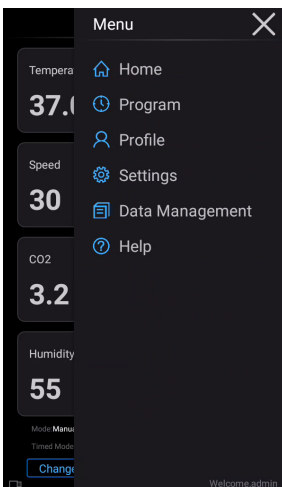 Menu
Home
Program
Profile
Settings
Data Management
Help
Tempera
37.0
Speed
30
CO2
3.2
Humidity
55
Mode:Manua
Timed Mode
Change
Welcome,admin